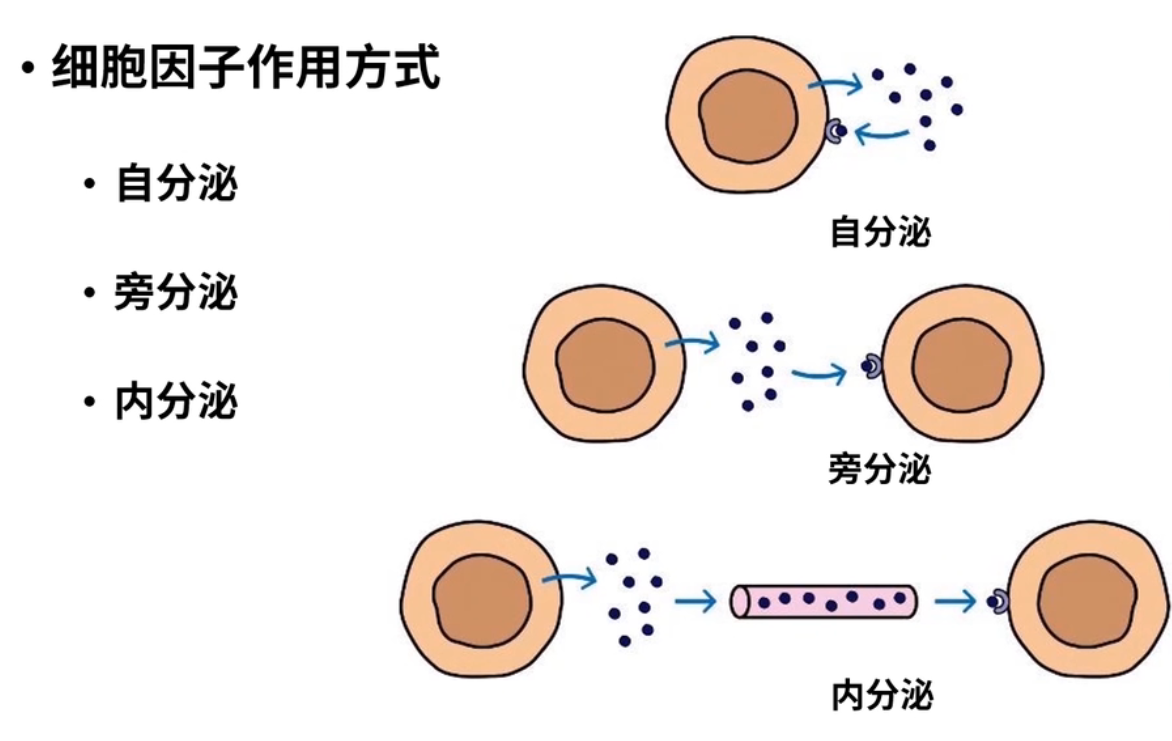 • 细胞因子作用方式
• 自分泌
• 旁分泌
• 内分泌
自分泌
旁分泌
内分泌